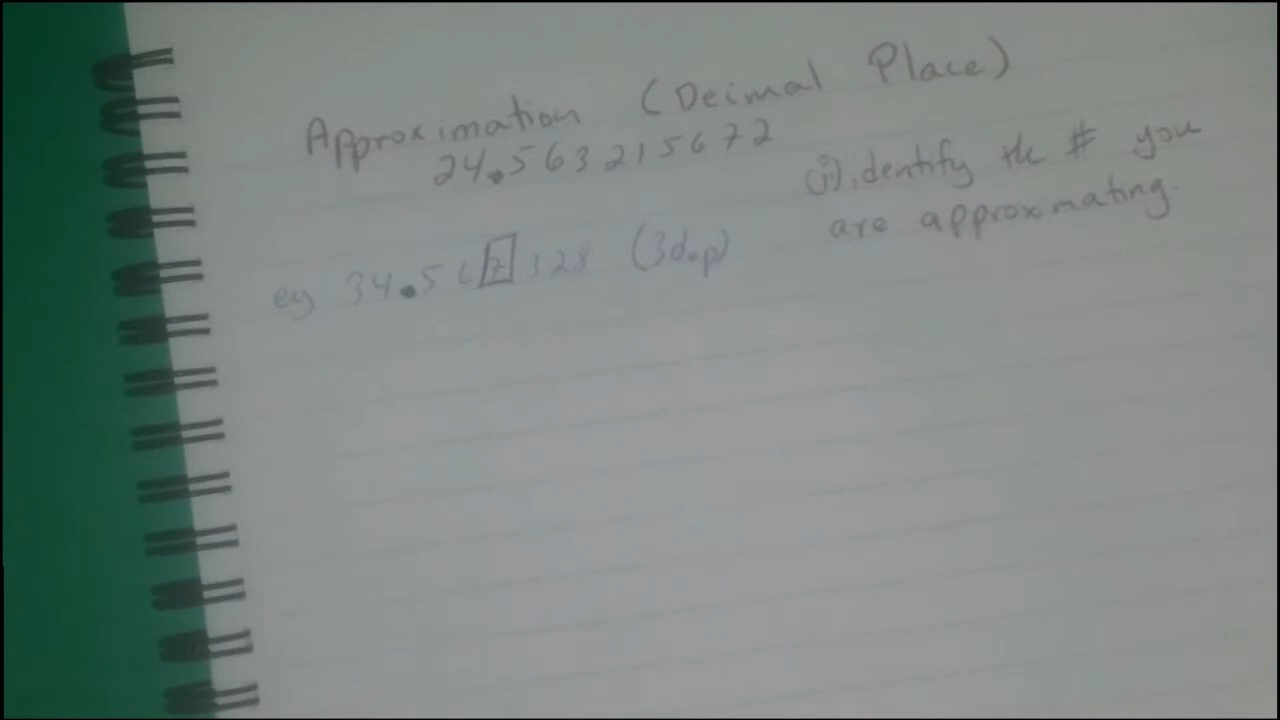 Approximation (Deimal Place)
24.563215672
(i) identify the # you
are approximating.
eg 34.567328 (3d.p)